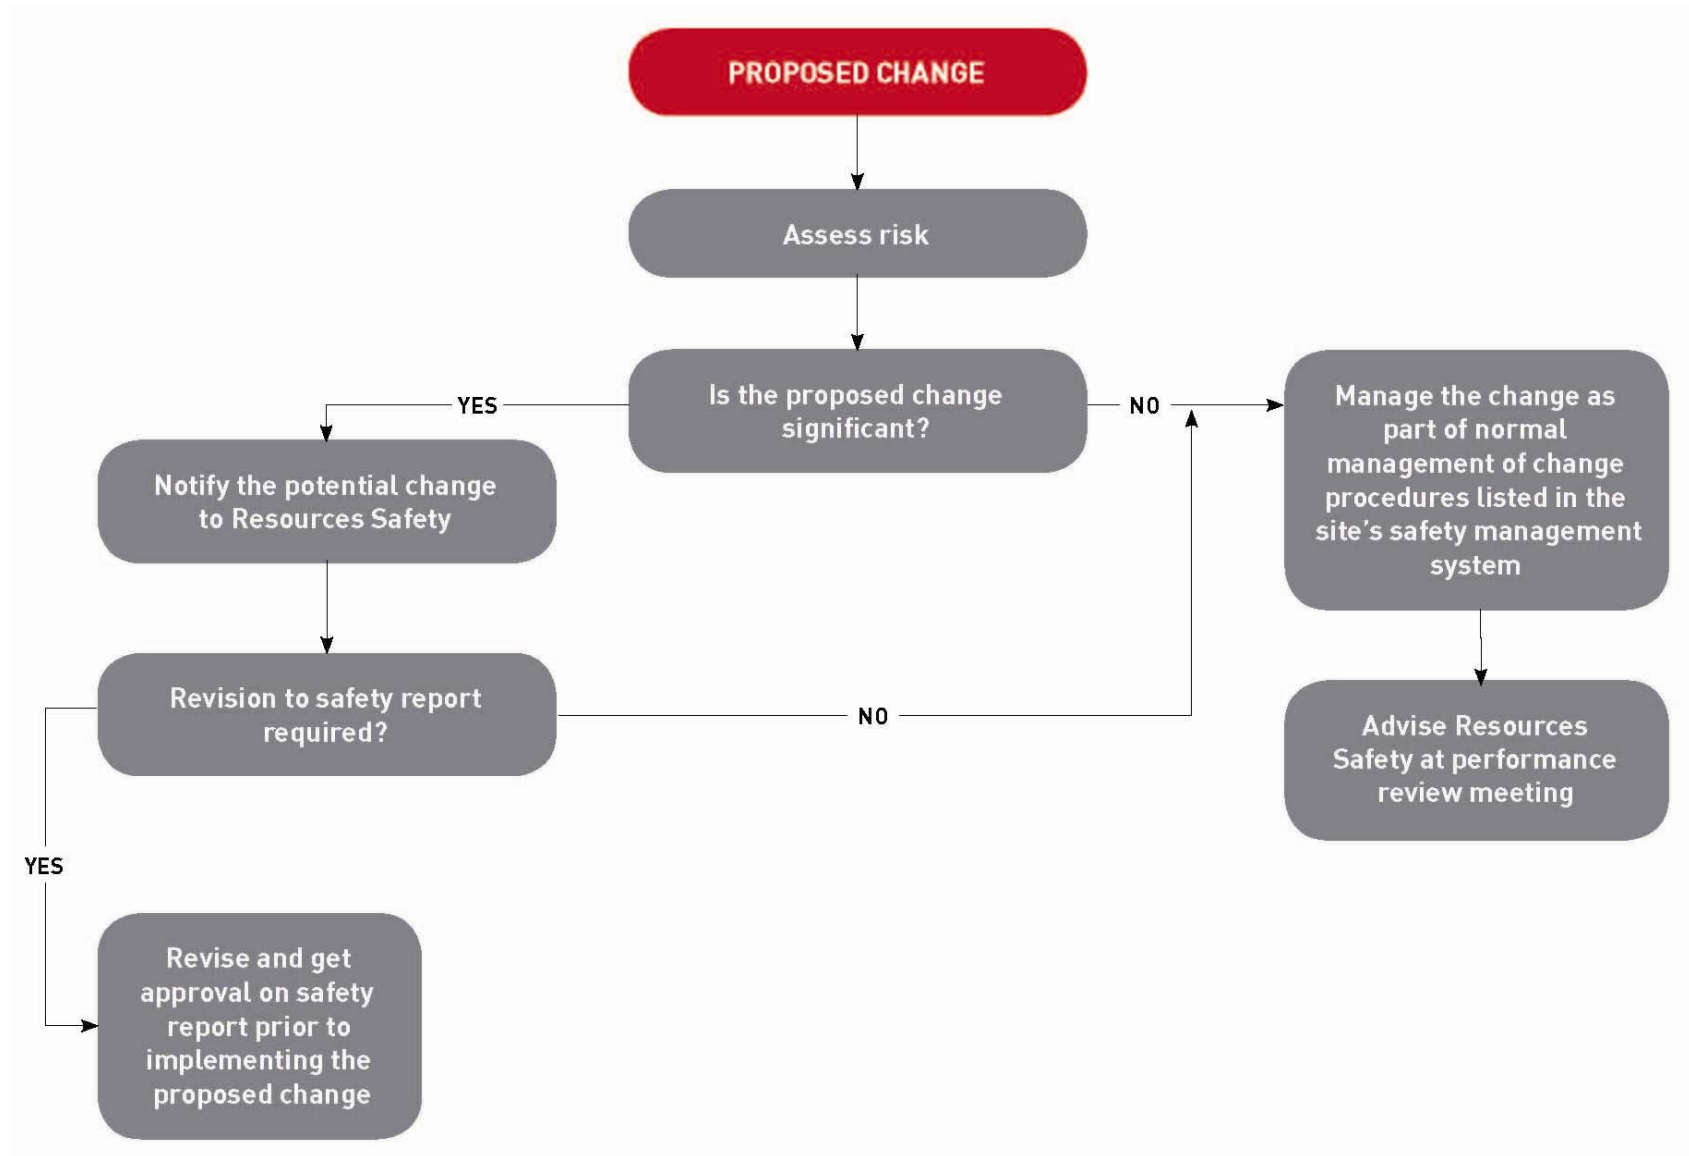 PROPOSED CHANGE
Assess risk
Is the proposed change
significant?
YES
NO
Manage the change as
part of normal
management of change
procedures listed in the
site's safety management
system
Notify the potential change
to Resources Safety
Revision to safety report
required?
NO
Advise Resources
Safety at performance
review meeting
YES
Revise and get
approval on safety
report prior to
implementing the
proposed change